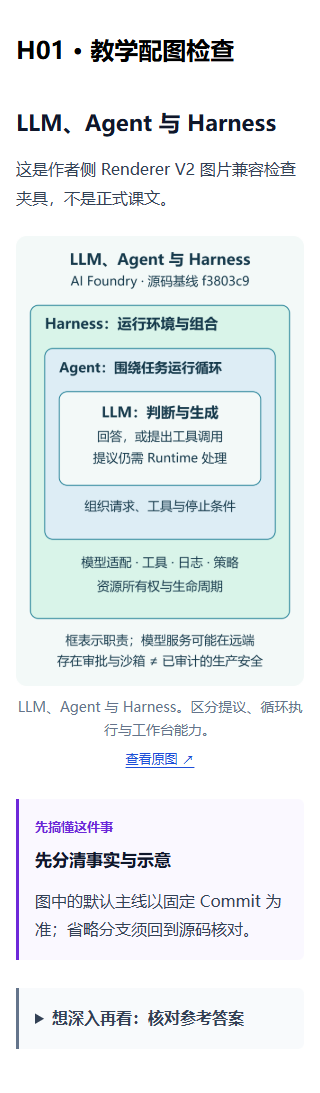 H01・教学配图检查
LLM、Agent 与 Harness
这是作者侧 Renderer V2 图片兼容检查
夹具，不是正式课文。
LLM、Agent 与 Harness
AI Foundry · 源码基线 f3803c9
Harness：运行环境与组合
Agent：围绕任务运行循环
LLM：判断与生成
回答，或提出工具调用
提议仍需 Runtime 处理
组织请求、工具与停止条件
模型适配 · 工具 · 日志 · 策略
资源所有权与生命周期
框表示职责；模型服务可能在远端
存在审批与沙箱 ≠ 已审计的生产安全
LLM、Agent 与 Harness。区分提议、循环执
行与工作台能力。
查看原图 ↗
先搞懂这件事
先分清事实与示意
图中的默认主线以固定 Commit 为
准；省略分支须回到源码核对。
▶ 想深入再看：核对参考答案